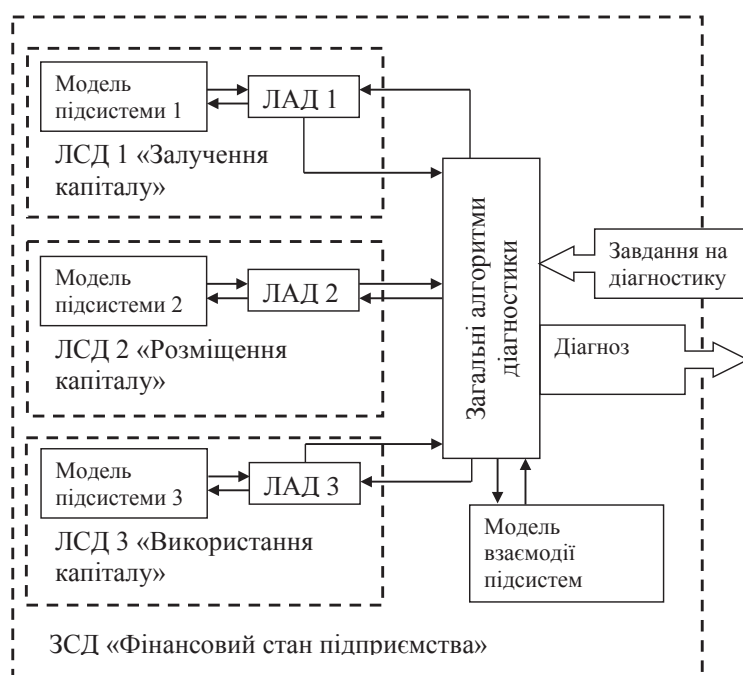 Модель
підсистеми 1
ЛАД 1
ЛСД 1 «Залучення
капіталу»
Модель
підсистеми 2
ЛАД 2
ЛСД 2 «Розміщення
капіталу»
Модель
підсистеми 3
ЛАД 3
ЛСД 3 «Використання
капіталу»
Загальні алгоритми
діагностики
Завдання на
діагностику
Діагноз
Модель
взаємодії
підсистем
ЗСД «Фінансовий стан підприємства»